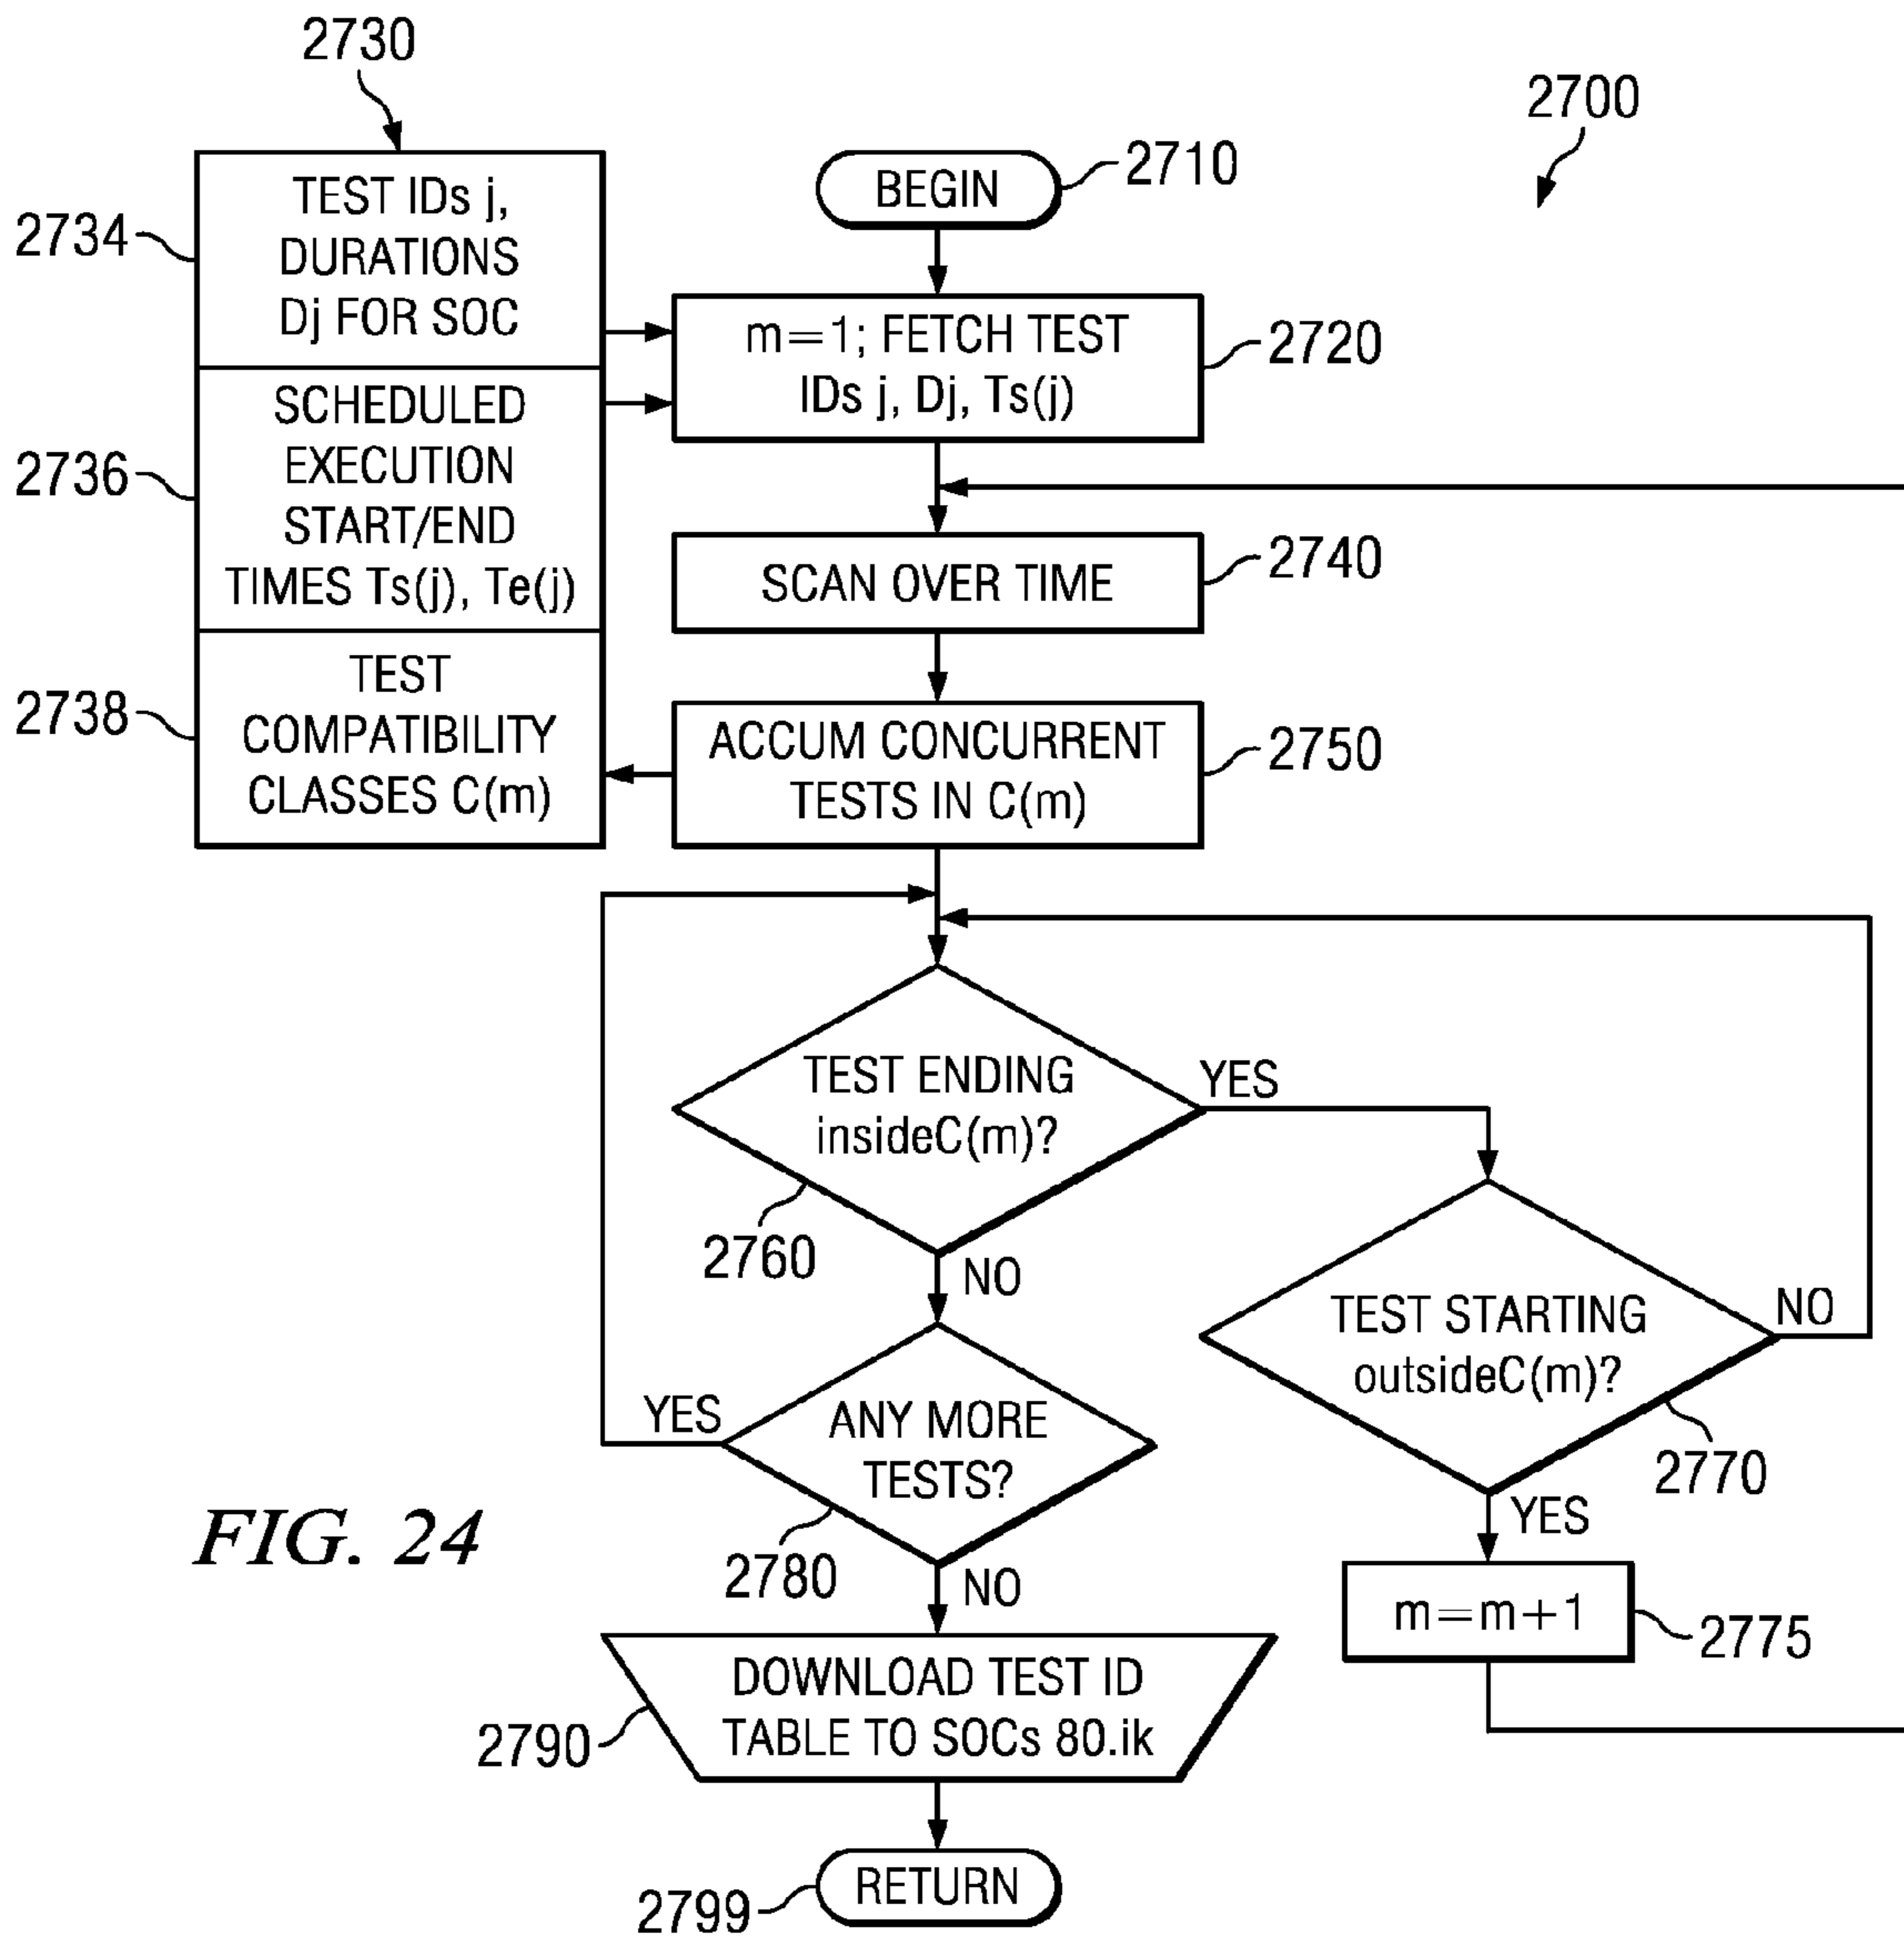 2730
2700
2710
BEGIN
2734
TEST IDs j,
DURATIONS
Dj FOR SOC
2720
m=1; FETCH TEST
IDs j, Dj, Ts(j)
2736
SCHEDULED
EXECUTION
START/END
TIMES Ts(j), Te(j)
2740
SCAN OVER TIME
2738
TEST
COMPATIBILITY
CLASSES C(m)
2750
ACCUM CONCURRENT
TESTS IN C(m)
TEST ENDING
insideC(m)?
YES
2760
NO
TEST STARTING
outsideC(m)?
NO
2770
YES
YES
ANY MORE
TESTS?
2780
NO
m=m+1
2775
FIG. 24
DOWNLOAD TEST ID
TABLE TO SOCs 80.ik
2790
RETURN
2799